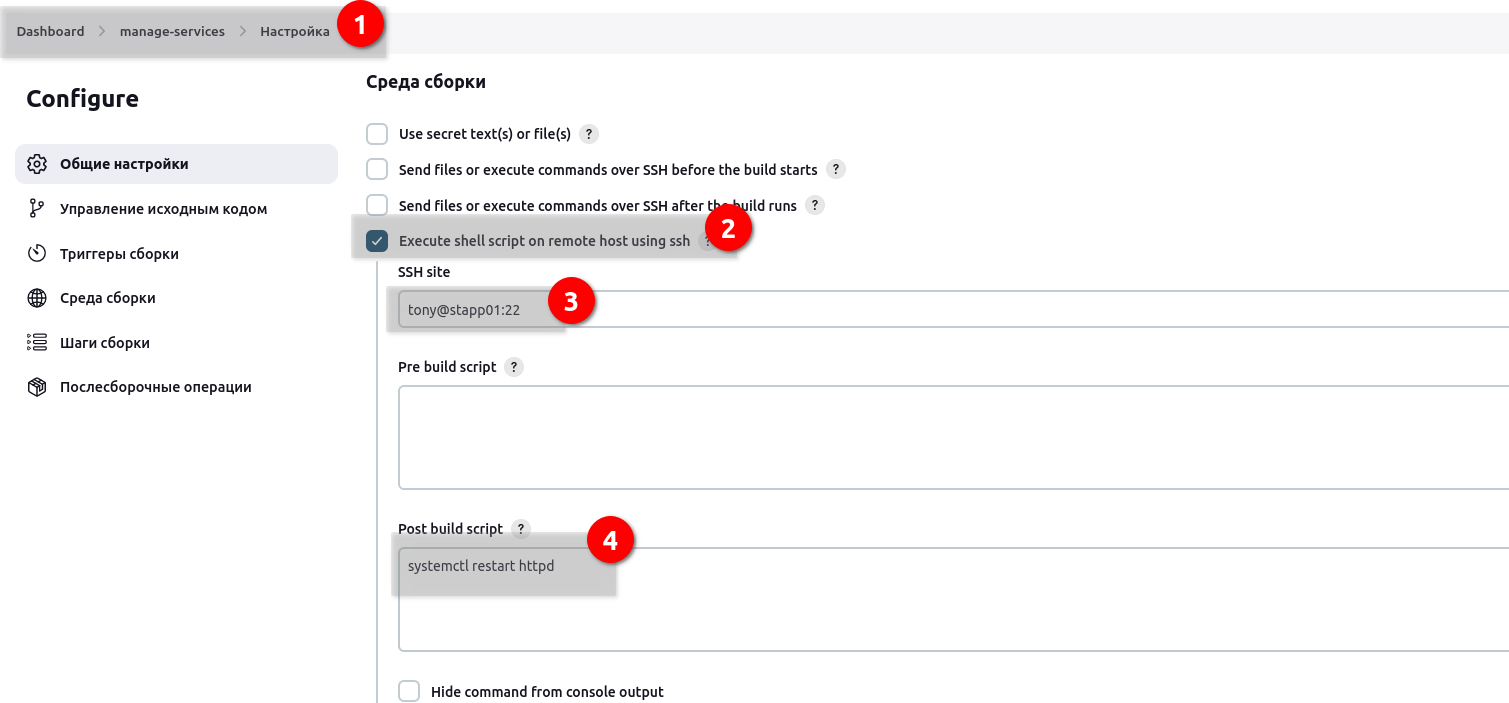 Dashboard > manage-services > Настройка 1
Configure
Общие настройки
Управление исходным кодом
Триггеры сборки
Среда сборки
Шаги сборки
Послесборочные операции
Среда сборки
Use secret text(s) or file(s) ?
Send files or execute commands over SSH before the build starts ?
Send files or execute commands over SSH after the build runs ?
Execute shell script on remote host using ssh ? 2
SSH site
tony@stapp01:22 3
Pre build script ?
Post build script ? 4
systemctl restart httpd
Hide command from console output